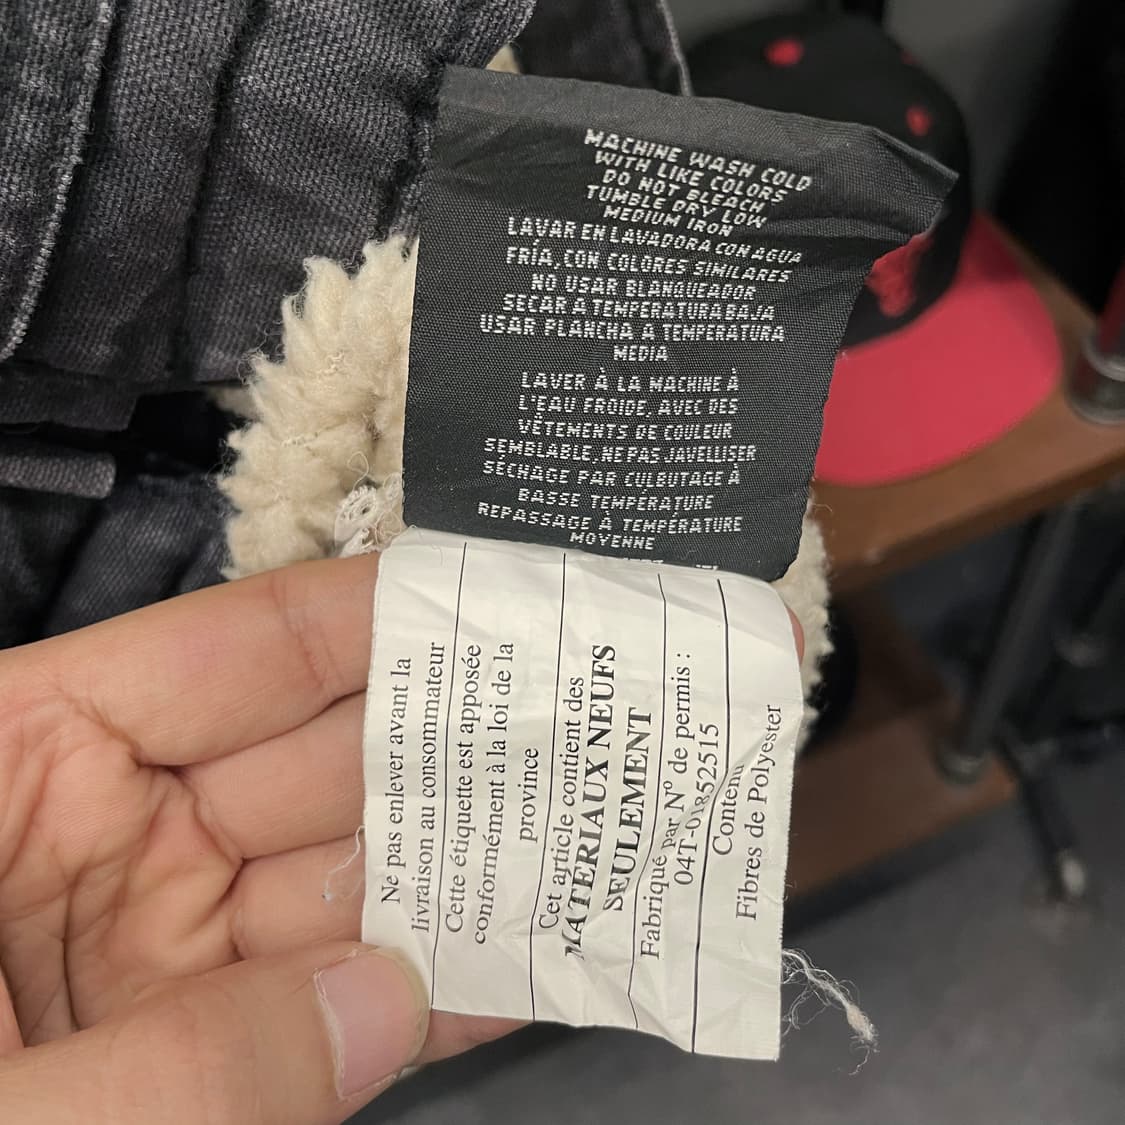 MACHINE WASH COLD
WITH LIKE COLORS
DO NOT BLEACH
TUMBLE DRY LOW
MEDIUM IRON
LAVAR EN LAVADORA CON AGUA
FRÍA, CON COLORES SIMILARES
NO USAR BLANQUEADOR
SECAR A TEMPERATURA BAJA
USAR PLANCHA A TEMPERATURA
MEDIA
LAVER À LA MACHINE À
L'EAU FROIDE, AVEC DES
VÊTEMENTS DE COULEUR
SEMBLABLE, NE PAS JAVELLISER
SÉCHAGE PAR CULBUTAGE À
BASSE TEMPÉRATURE
REPASSAGE À TEMPÉRATURE
MOYENNE
Ne pas enlever avant la
livraison au consommateur
Cette étiquette est apposée
conformément à la loi de la
province
Cet article contient des
MATERIAUX NEUFS
SEULEMENT
Fabriqué par Nº de permis :
04T-01852515
Contenu
Fibres de Polyester